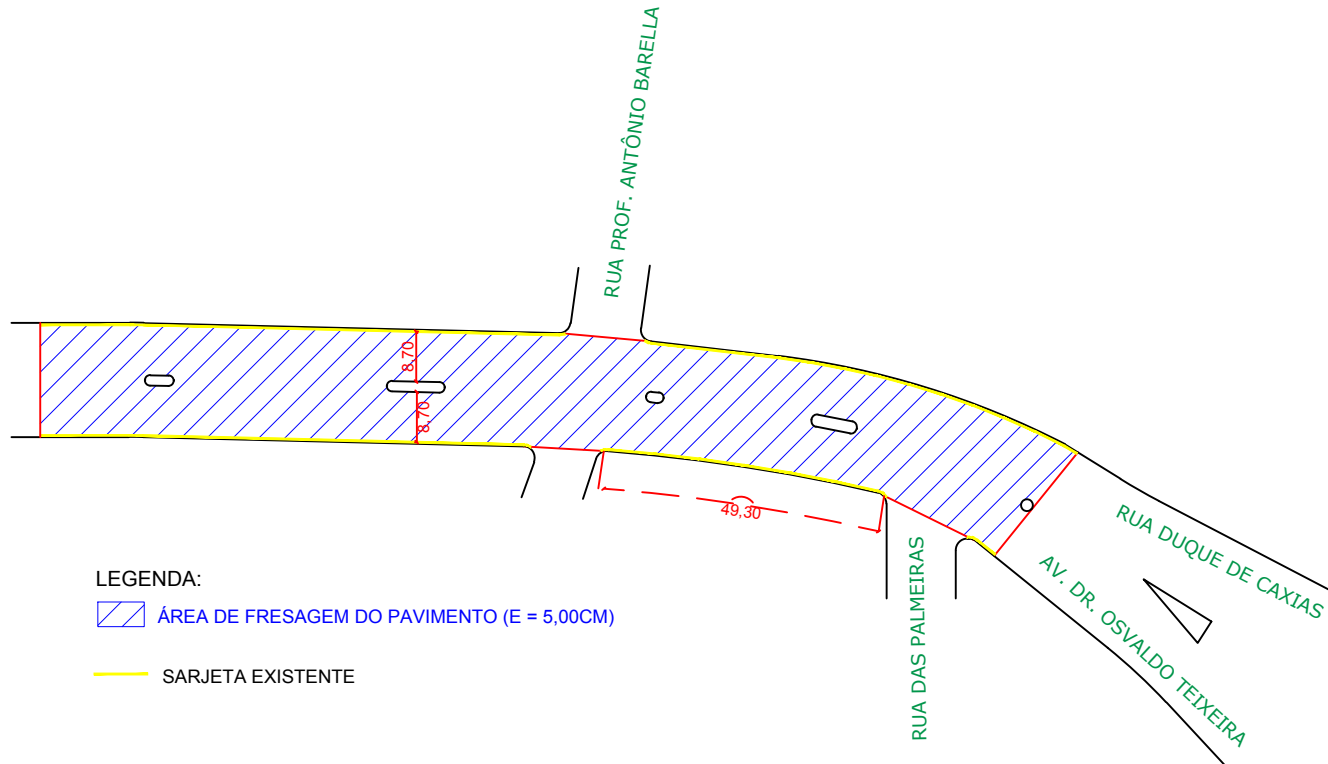 RUA PROF. ANTÔNIO BARELLA
8,70
8,70
49,30
RUA DUQUE DE CAXIAS
AV. DR. OSVALDO TEIXEIRA
RUA DAS PALMEIRAS
LEGENDA:
ÁREA DE FRESAGEM DO PAVIMENTO (E = 5,00CM)
SARJETA EXISTENTE